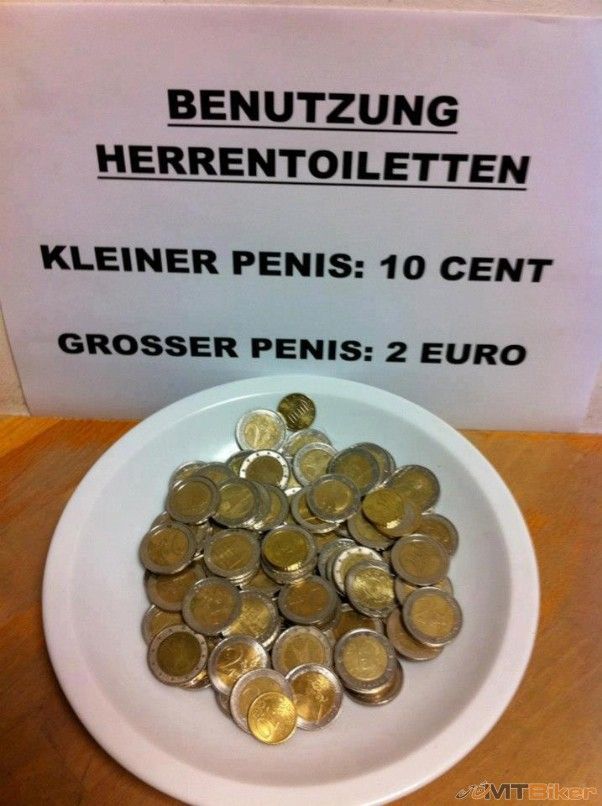 BENUTZUNG
HERRENTOILETTEN
KLEINER PENIS: 10 CENT
GROSSER PENIS: 2 EURO
MTBiker